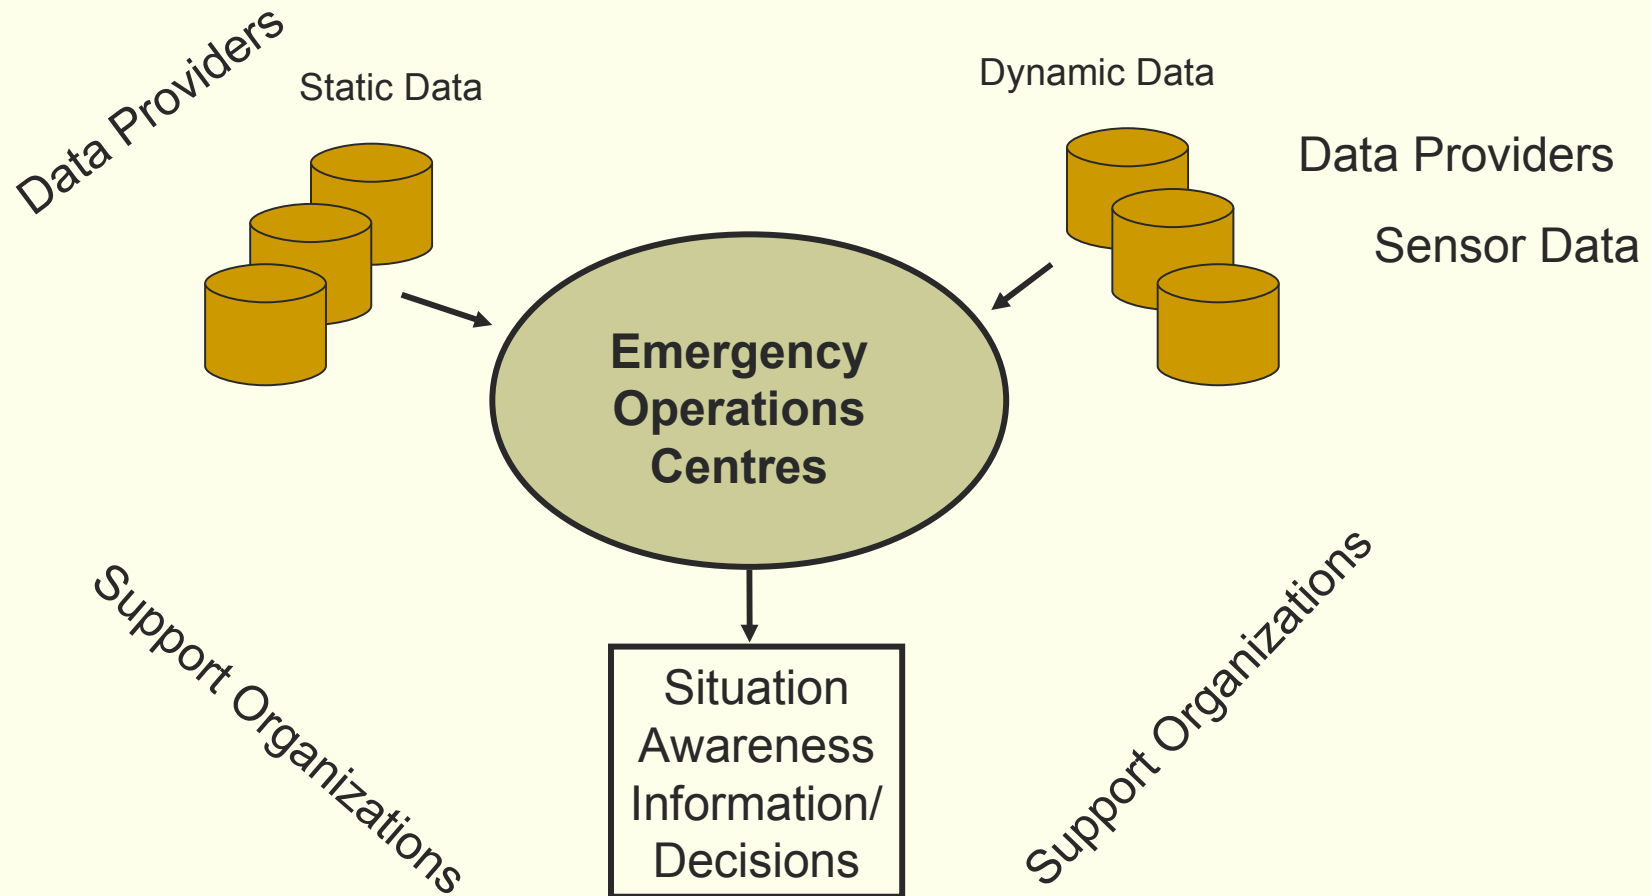 Data Providers
Static Data
Dynamic Data
Data Providers
Sensor Data
Emergency
Operations
Centres
Support Organizations
Support Organizations
Situation
Awareness
Information/
Decisions